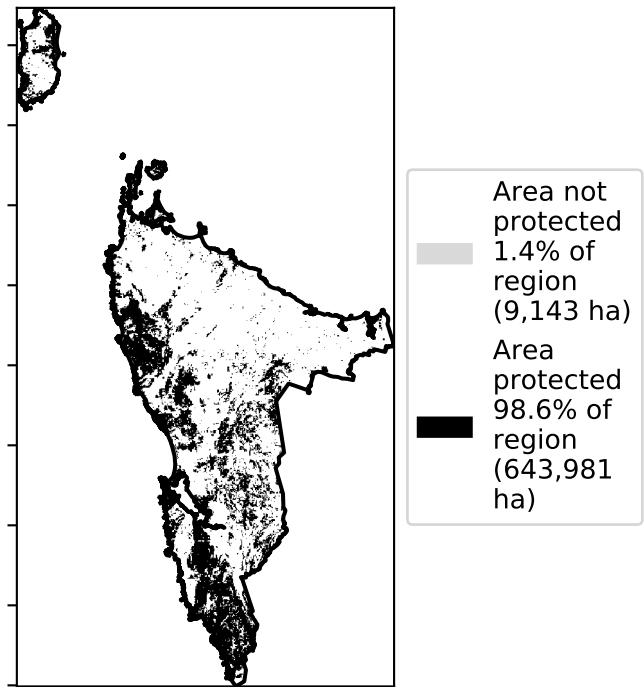 Area not
protected
1.4% of
region
(9,143 ha)
Area
protected
98.6% of
region
(643,981
ha)